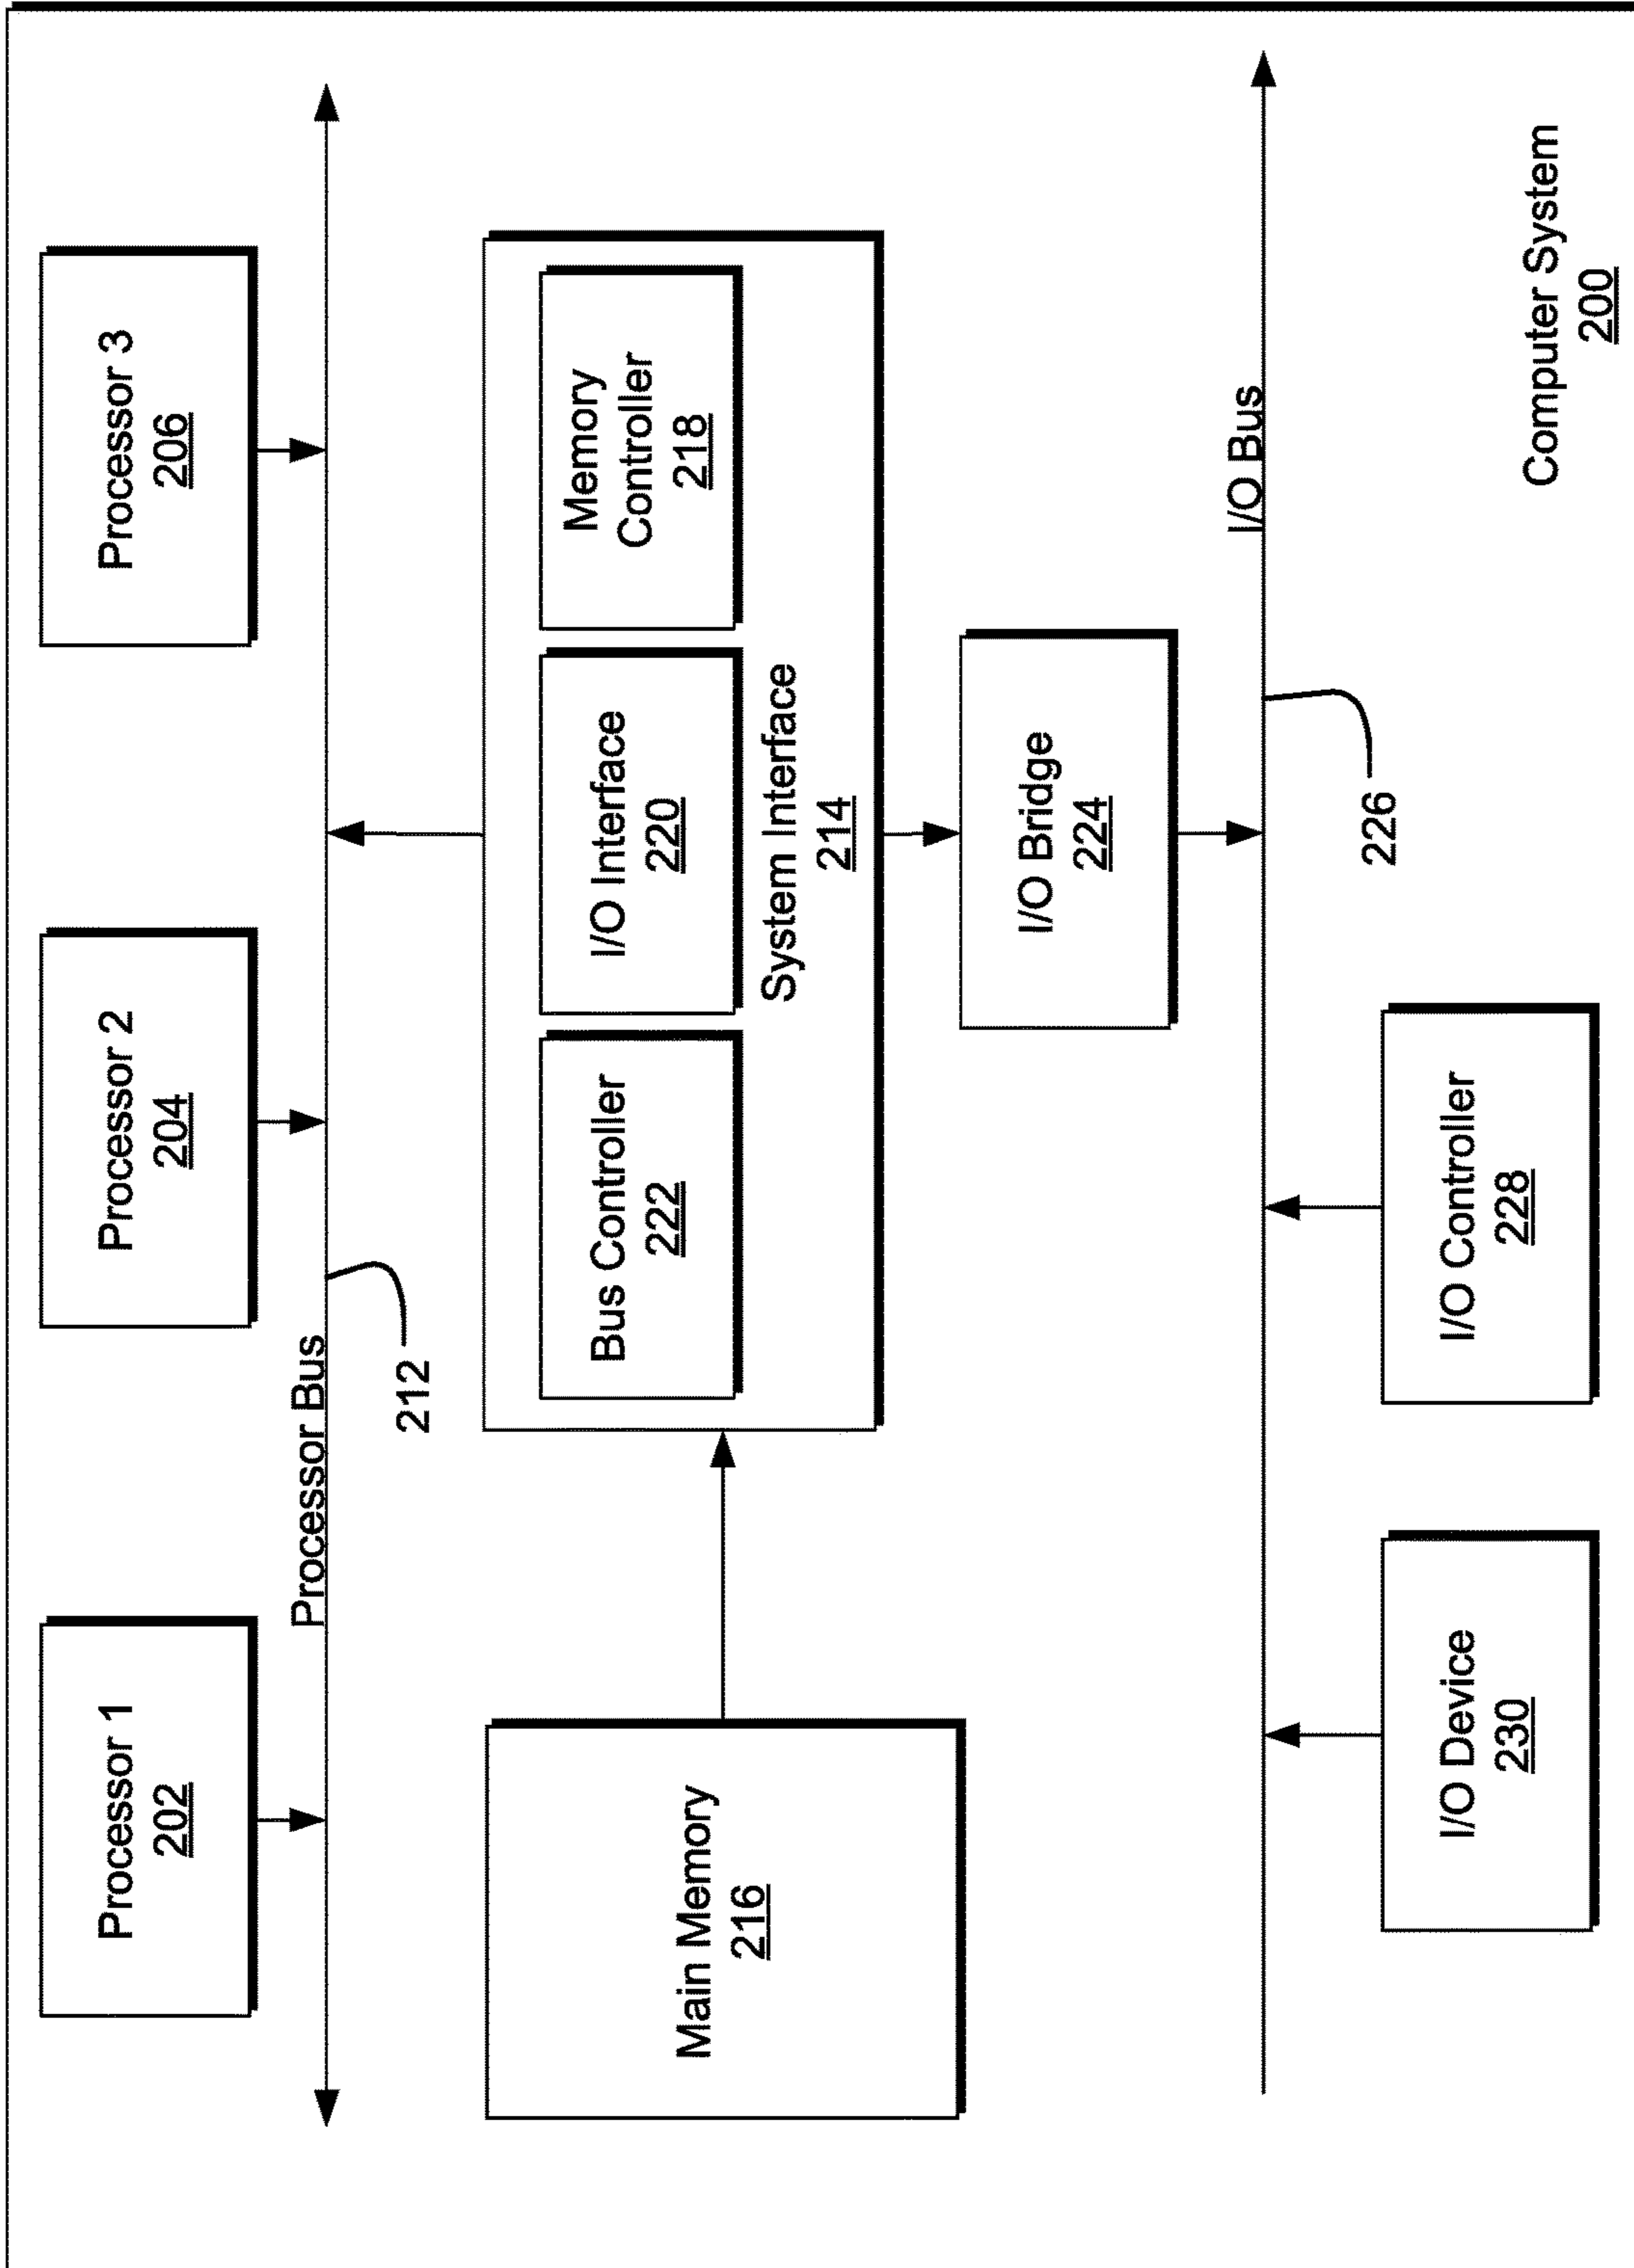 Processor 1
202
Processor 2
204
Processor 3
206
Processor Bus
212
Main Memory
216
Bus Controller
222
I/O Interface
220
Memory
Controller
218
System Interface
214
I/O Bridge
224
I/O Bus
226
I/O Device
230
I/O Controller
228
Computer System
200